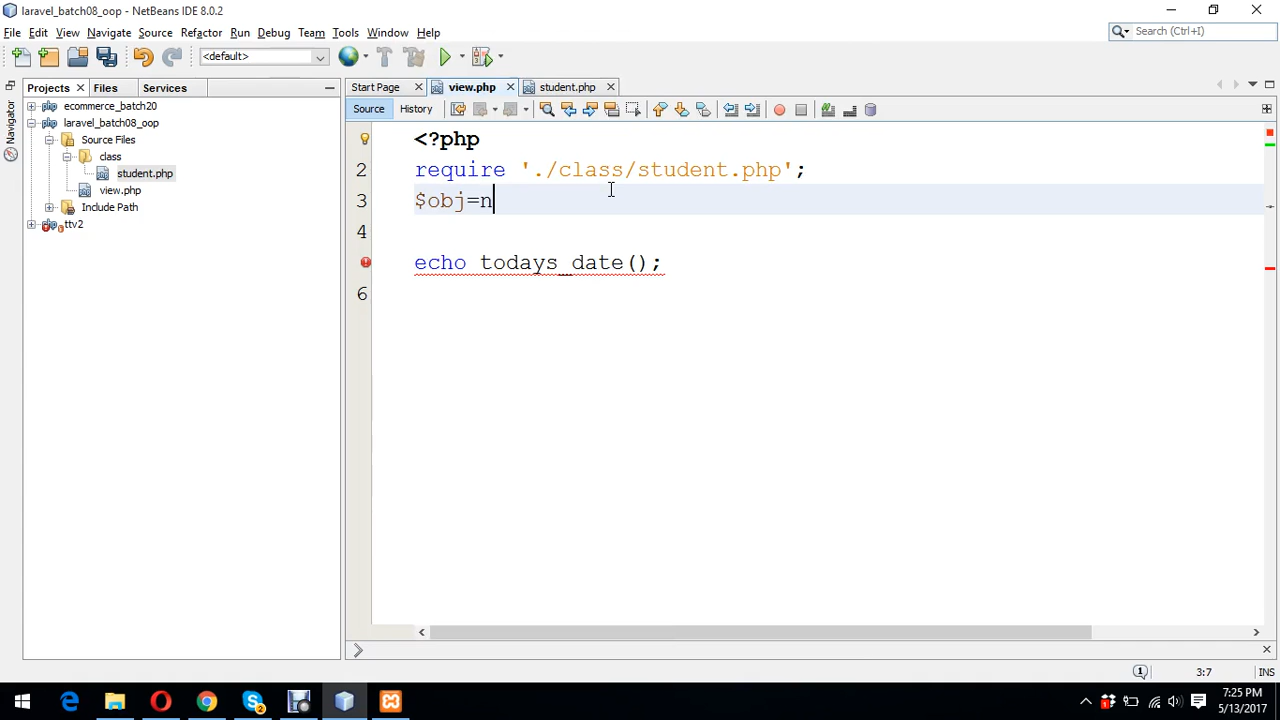 laravel_batch08_oop - NetBeans IDE 8.0.2
File Edit View Navigate Source Refactor Run Debug Team Tools Window Help
Search (Ctrl+I)
<default>
Projects Files Services
Start Page view.php student.php
Navigator
ecommerce_batch20
laravel_batch08_oop
Source Files
class
student.php
view.php
Include Path
ttv2
Source History
<?php
2 require './class/student.php';
3 $obj=n
4
echo todays_date();
6
1 3:7 INS
7:25 PM
5/13/2017